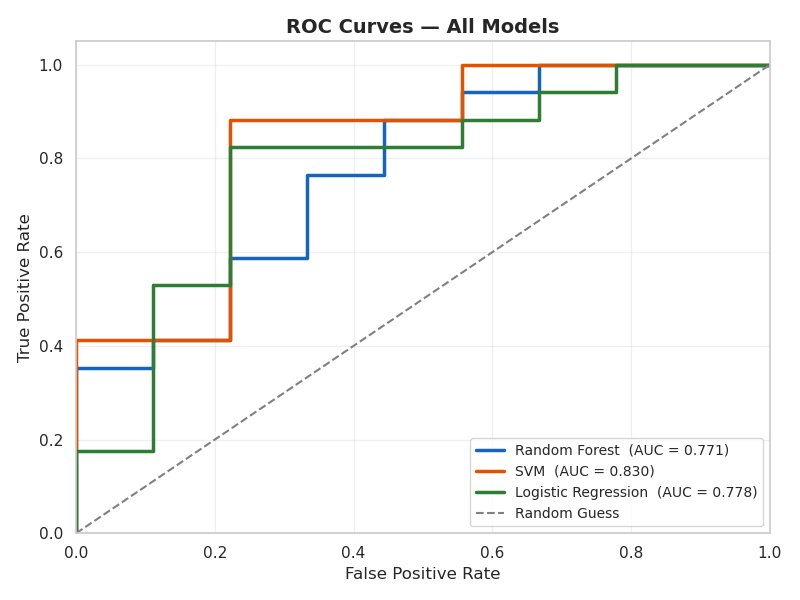 ROC Curves — All Models
True Positive Rate
1.0
0.8
0.6
0.4
0.2
0.0
Random Forest (AUC = 0.771)
SVM (AUC = 0.830)
Logistic Regression (AUC = 0.778)
Random Guess
0.0 0.2 0.4 0.6 0.8 1.0
False Positive Rate